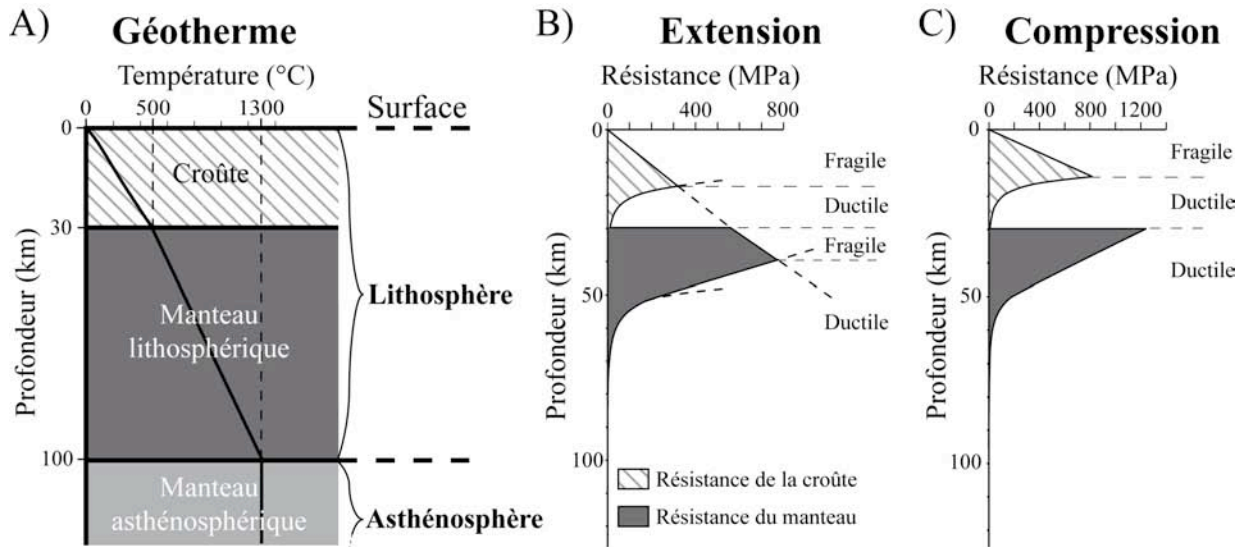 A) Géotherme
Température (°C)
0 500 1300
Surface
0
30
100
Profondeur (km)
Croûte
Manteau
lithosphérique
Manteau
asthénosphérique
Lithosphère
Asthénosphère
B) Extension
Résistance (MPa)
0 400 800
0
50
100
Profondeur (km)
Fragile
Ductile
Fragile
Ductile
Résistance de la croûte
Résistance du manteau
C) Compression
Résistance (MPa)
0 400 800 1200
0
50
100
Profondeur (km)
Fragile
Ductile
Ductile